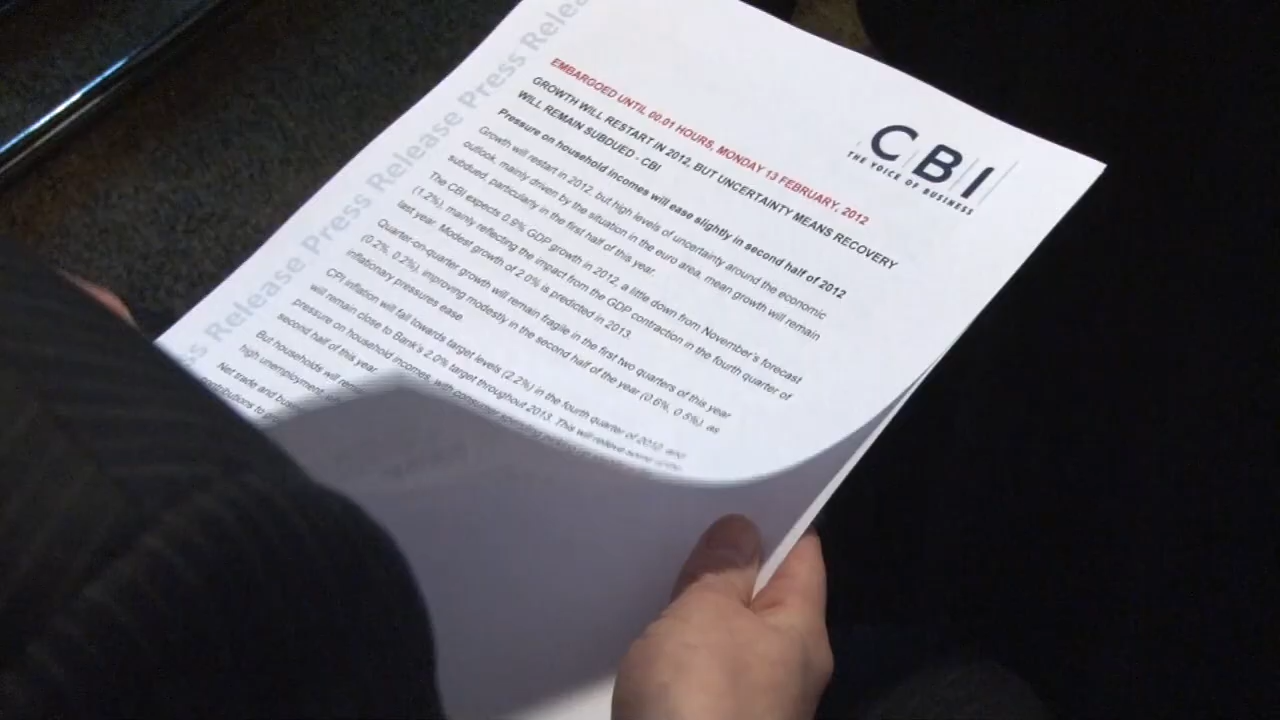 Press Release Press Release Press Release
EMBARGOED UNTIL 00.01 HOURS, MONDAY 13 FEBRUARY, 2012
CBI
THE VOICE OF BUSINESS
GROWTH WILL RESTART IN 2012, BUT UNCERTAINTY MEANS RECOVERY
WILL REMAIN SUBDUED - CBI
Pressure on household incomes will ease slightly in second half of 2012
Growth will restart in 2012, but high levels of uncertainty around the economic
outlook, mainly driven by the situation in the euro area, mean growth will remain
subdued, particularly in the first half of this year.
The CBI expects 0.9% GDP growth in 2012, a little down from November's forecast
(1.2%), mainly reflecting the impact from the GDP contraction in the fourth quarter of
last year. Modest growth of 2.0% is predicted in 2013.
Quarter-on-quarter growth will remain fragile in the first two quarters of this year
(0.2%, 0.2%), improving modestly in the second half of the year (0.6%, 0.5%), as
inflationary pressures ease.
CPI inflation will fall towards target levels (2.2%) in the fourth quarter of 2012, and
will remain close to Bank's 2.0% target throughout 2013. This will relieve some of the
pressure on household incomes, with consumer spending
second half of this year.
But households will
high unemployment,
Net trade and
contributions to